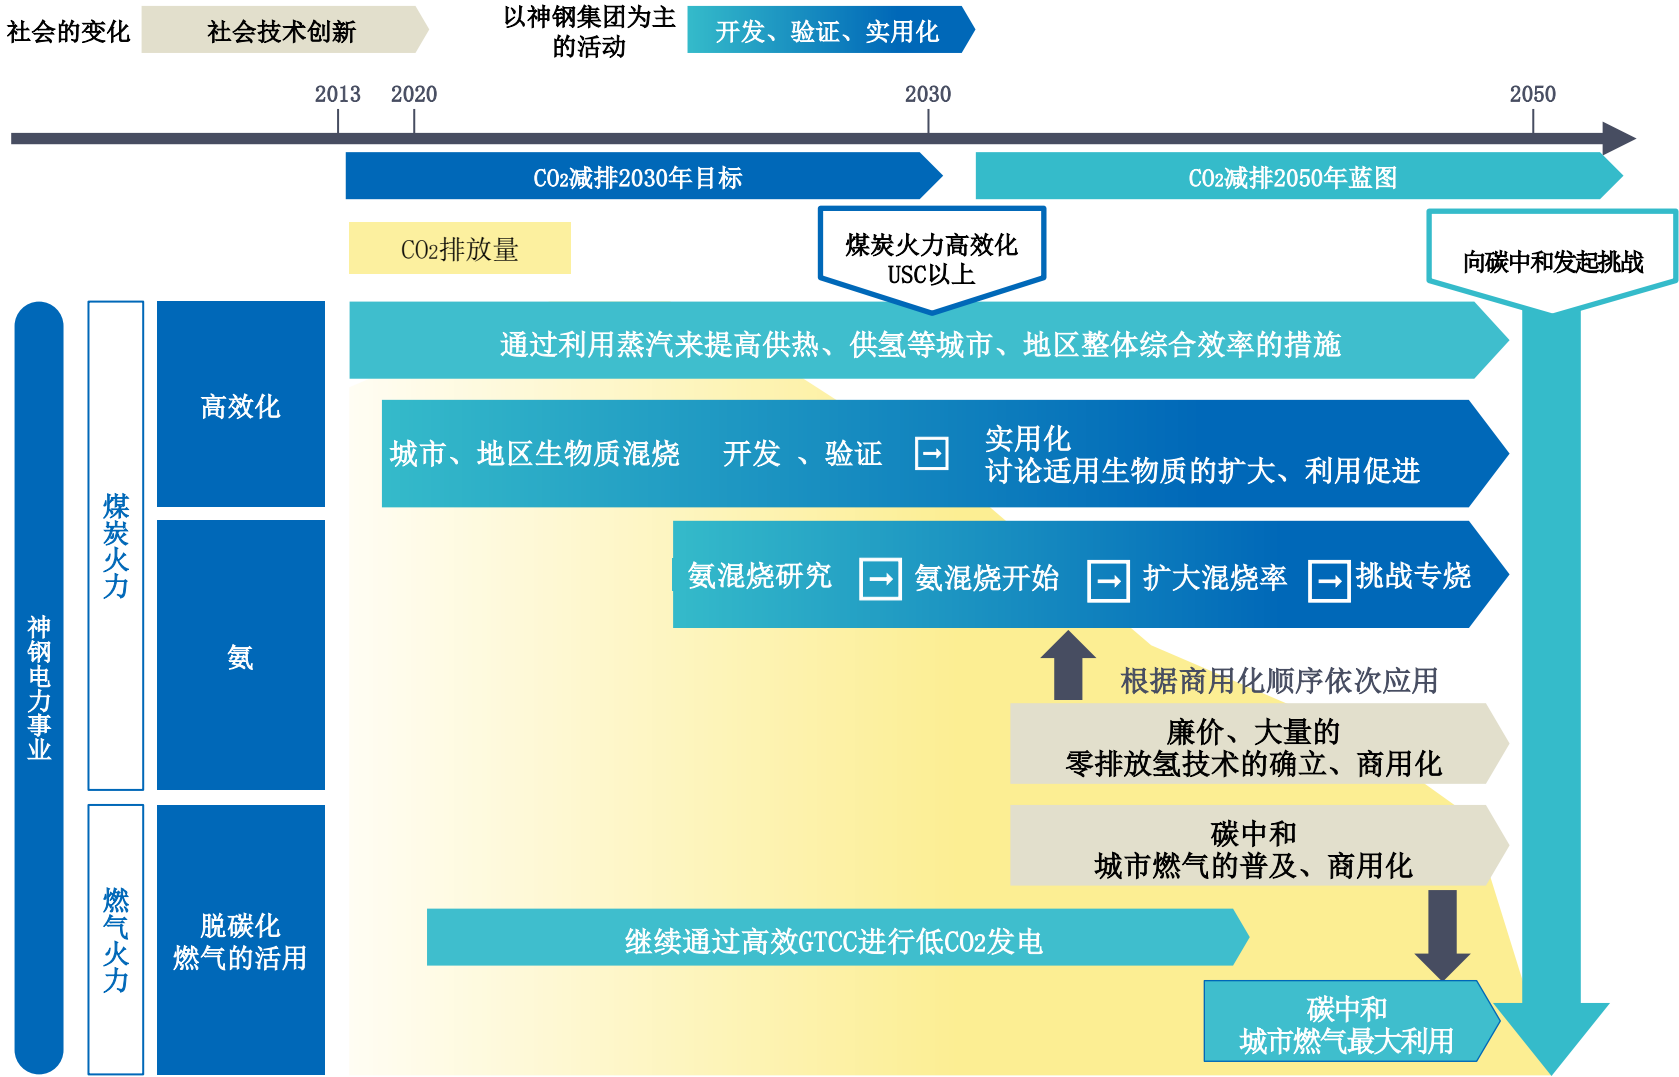 社会的变化
社会技术创新
以神钢集团为主
的活动
开发、验证、实用化
2013
2020
2030
2050
CO2减排2030年目标
CO2减排2050年蓝图
CO2排放量
煤炭火力高效化
USC以上
向碳中和发起挑战
神钢电力事业
煤炭火力
高效化
通过利用蒸汽来提高供热、供氢等城市、地区整体综合效率的措施
城市、地区生物质混烧
开发 、验证
→
实用化
讨论适用生物质的扩大、利用促进
氨
氨混烧研究
→
氨混烧开始
→
扩大混烧率
→
挑战专烧
根据商用化顺序依次应用
廉价、大量的
零排放氢技术的确立、商用化
燃气火力
脱碳化
燃气的活用
碳中和
城市燃气的普及、商用化
继续通过高效GTCC进行低CO2发电
碳中和
城市燃气最大利用